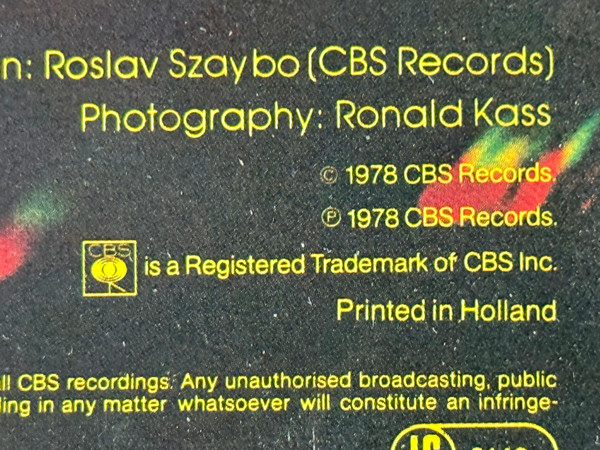 n: Roslav Szaybo (CBS Records)
Photography: Ronald Kass
© 1978 CBS Records.
℗ 1978 CBS Records.
CBS is a Registered Trademark of CBS Inc.
Printed in Holland
ll CBS recordings. Any unauthorised broadcasting, public
ling in any matter whatsoever will constitute an infringe-